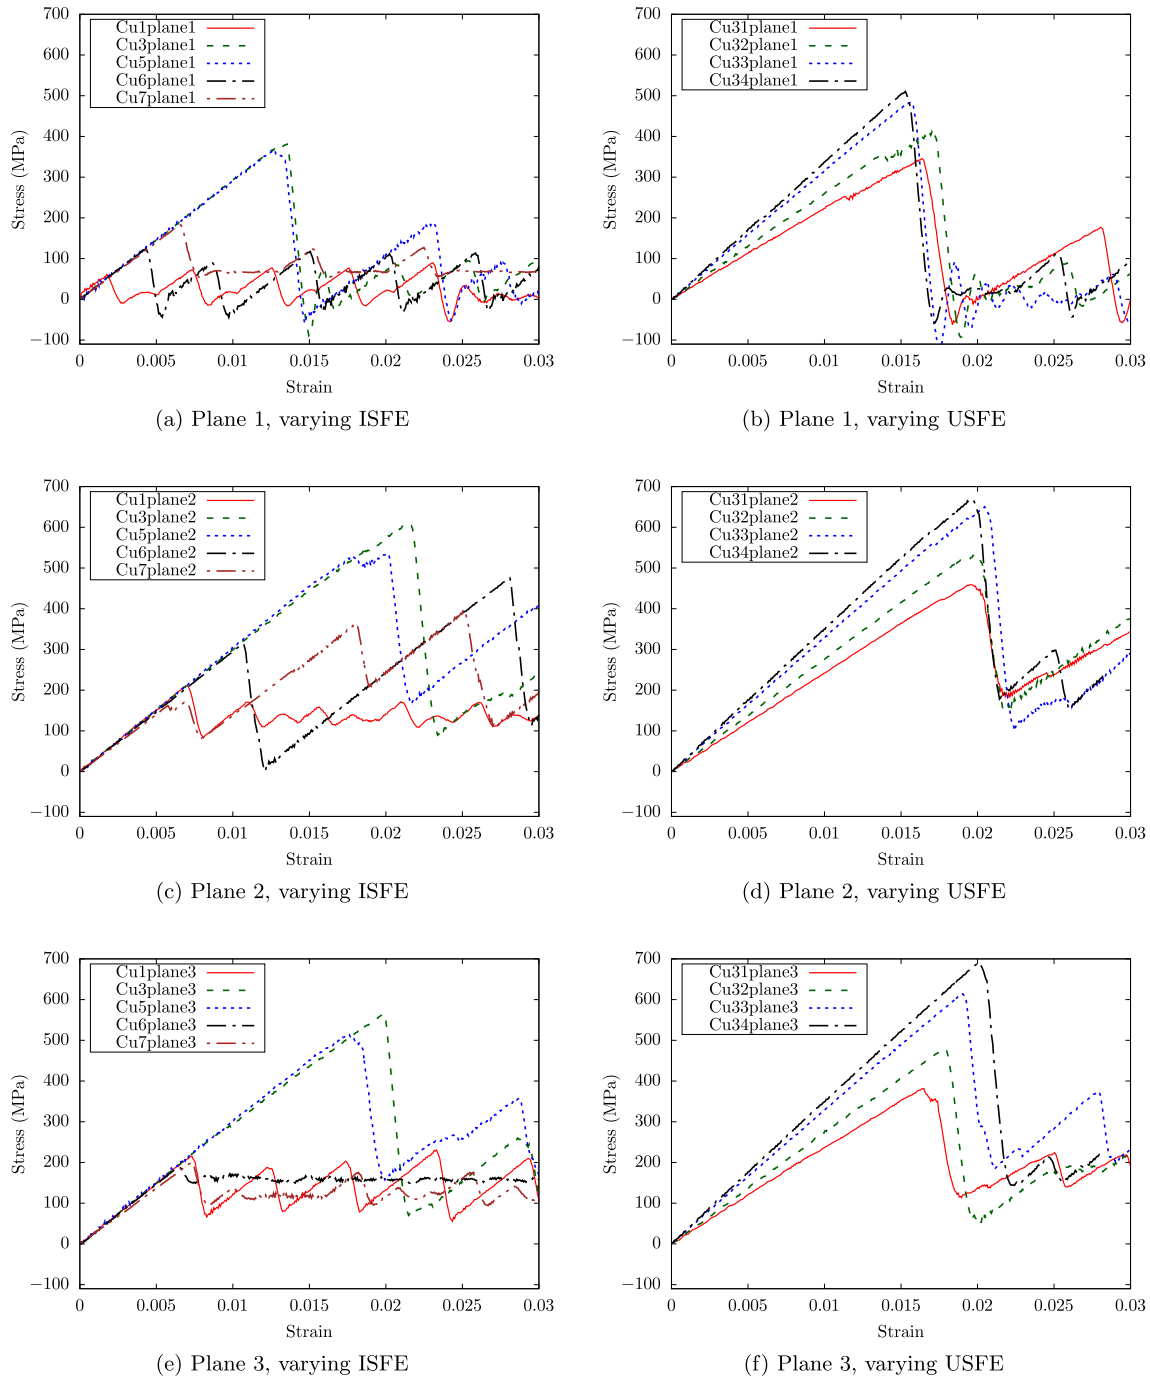 700
600
500
400
300
200
100
0
−100
0 0.005 0.01 0.015 0.02 0.025 0.03
Stress (MPa)
Strain
Cu1plane1
Cu3plane1
Cu5plane1
Cu6plane1
Cu7plane1
(a) Plane 1, varying ISFE
700
600
500
400
300
200
100
0
−100
0 0.005 0.01 0.015 0.02 0.025 0.03
Stress (MPa)
Strain
Cu31plane1
Cu32plane1
Cu33plane1
Cu34plane1
(b) Plane 1, varying USFE
700
600
500
400
300
200
100
0
−100
0 0.005 0.01 0.015 0.02 0.025 0.03
Stress (MPa)
Strain
Cu1plane2
Cu3plane2
Cu5plane2
Cu6plane2
Cu7plane2
(c) Plane 2, varying ISFE
700
600
500
400
300
200
100
0
−100
0 0.005 0.01 0.015 0.02 0.025 0.03
Stress (MPa)
Strain
Cu31plane2
Cu32plane2
Cu33plane2
Cu34plane2
(d) Plane 2, varying USFE
700
600
500
400
300
200
100
0
−100
0 0.005 0.01 0.015 0.02 0.025 0.03
Stress (MPa)
Strain
Cu1plane3
Cu3plane3
Cu5plane3
Cu6plane3
Cu7plane3
(e) Plane 3, varying ISFE
700
600
500
400
300
200
100
0
−100
0 0.005 0.01 0.015 0.02 0.025 0.03
Stress (MPa)
Strain
Cu31plane3
Cu32plane3
Cu33plane3
Cu34plane3
(f) Plane 3, varying USFE